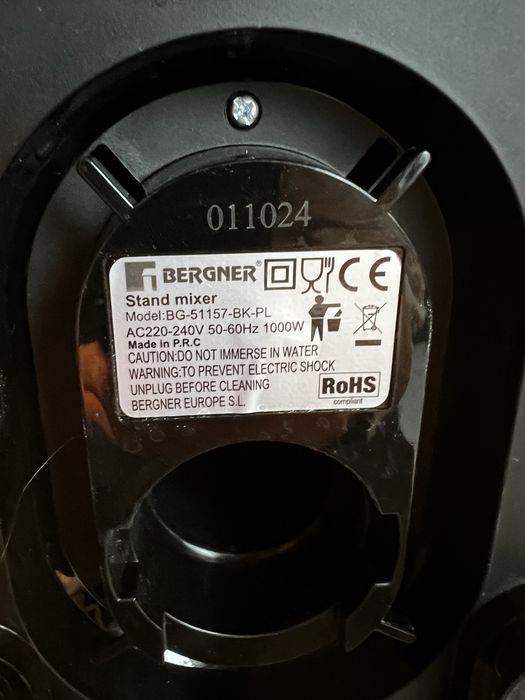 011024
BERGNER®
CE
Stand mixer
Model:BG-51157-BK-PL
AC220-240V 50-60Hz 1000W
Made in P.R.C
CAUTION:DO NOT IMMERSE IN WATER
WARNING:TO PREVENT ELECTRIC SHOCK
UNPLUG BEFORE CLEANING
BERGNER EUROPE S.L.
RoHS
compliant